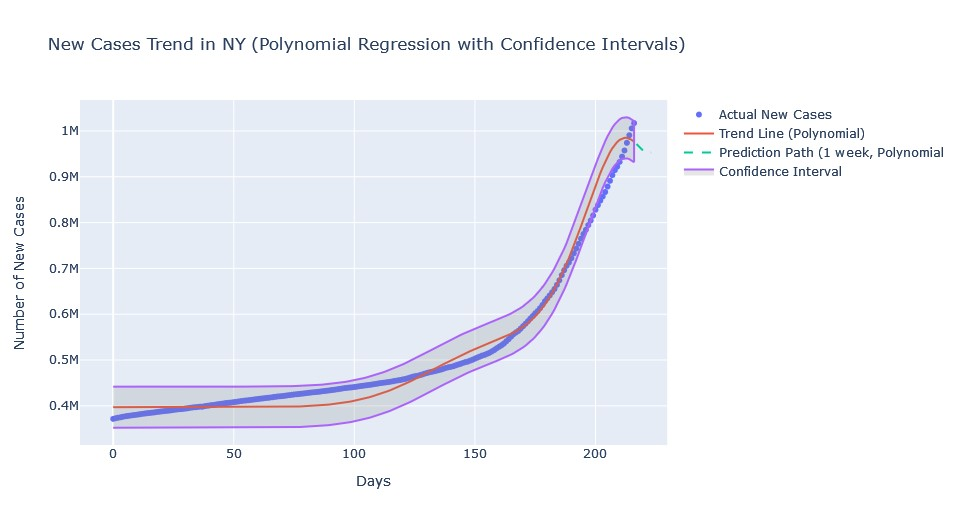 New Cases Trend in NY (Polynomial Regression with Confidence Intervals)
Actual New Cases
Trend Line (Polynomial)
Prediction Path (1 week, Polynomial
Confidence Interval
Number of New Cases
1M
0.9M
0.8M
0.7M
0.6M
0.5M
0.4M
0
50
100
150
200
Days